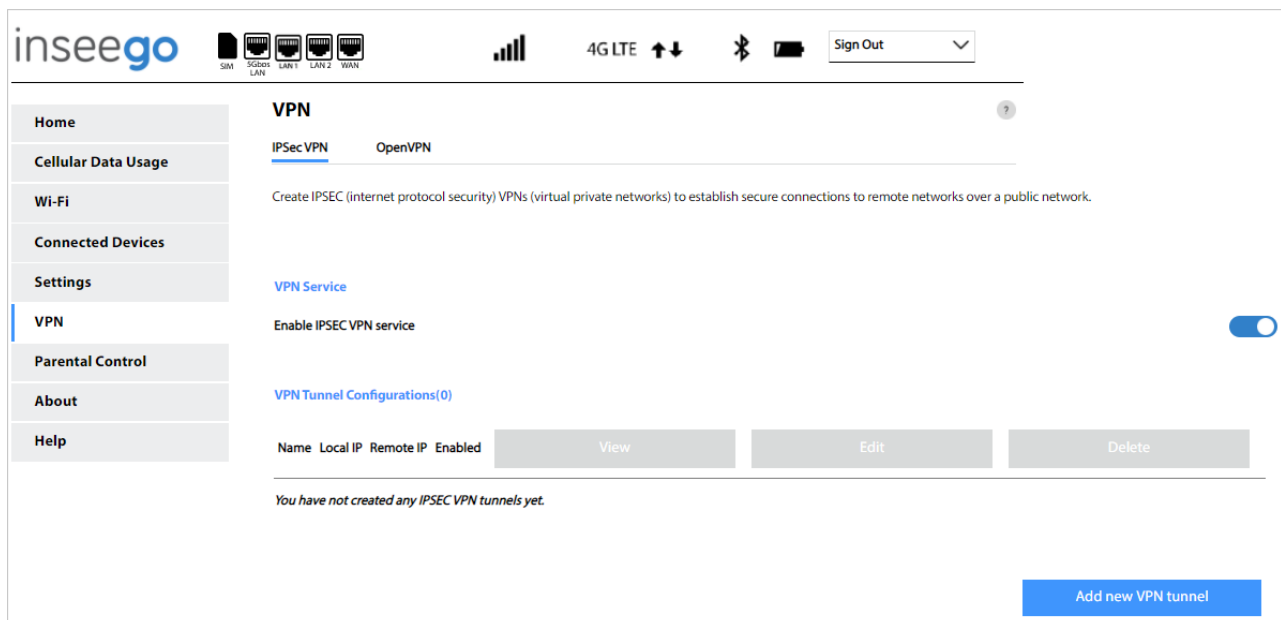 inseego
SIM
5Gbps LAN
LAN 1
LAN 2
WAN
4G LTE
Sign Out
Home
Cellular Data Usage
Wi-Fi
Connected Devices
Settings
VPN
Parental Control
About
Help
VPN
?
IPSec VPN
OpenVPN
Create IPSEC (internet protocol security) VPNs (virtual private networks) to establish secure connections to remote networks over a public network.
VPN Service
Enable IPSEC VPN service
VPN Tunnel Configurations(0)
Name Local IP Remote IP Enabled View Edit Delete
You have not created any IPSEC VPN tunnels yet.
Add new VPN tunnel